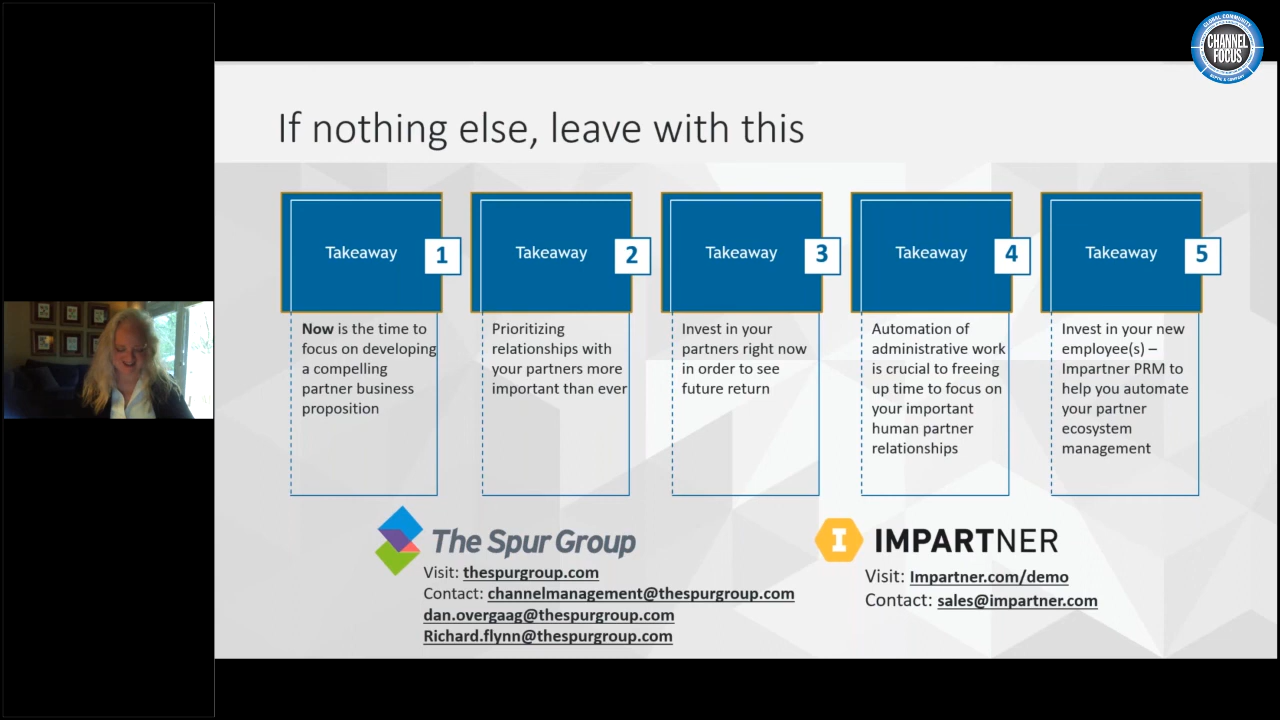 GLOBAL COMMUNITY
CHANNEL
FOCUS
If nothing else, leave with this
Takeaway
1
Takeaway
2
Takeaway
3
Takeaway
4
Takeaway
5
Now is the time to
focus on developing
a compelling
partner business
proposition
Prioritizing
relationships with
your partners more
important than ever
Invest in your
partners right now
in order to see
future return
Automation of
administrative work
is crucial to freeing
up time to focus on
your important
human partner
relationships
Invest in your new
employee(s) –
Impartner PRM to
help you automate
your partner
ecosystem
management
The Spur Group
Visit: thespurgroup.com
Contact: channelmanagement@thespurgroup.com
dan.overgaag@thespurgroup.com
Richard.flynn@thespurgroup.com
I IMPARTNER
Visit: Impartner.com/demo
Contact: sales@impartner.com